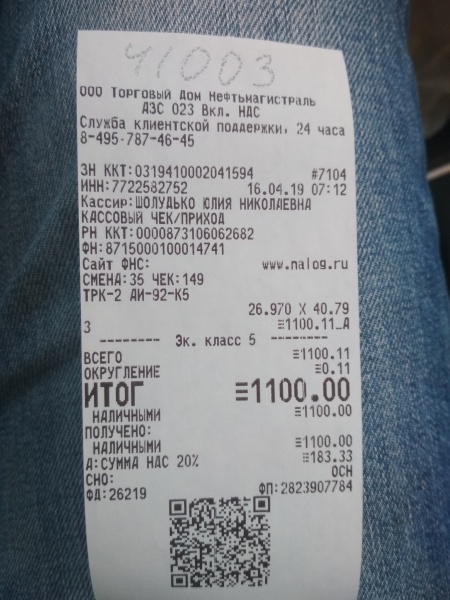 41003
ООО Торговый Дом Нефтьмагистраль
АЗС 023 Вкл. НДС
Служба клиентской поддержки, 24 часа
8-495-787-46-45
ЗН ККТ:0319410002041594 #7104
ИНН:7722582752 16.04.19 07:12
Кассир:ШОЛУДЬКО ЮЛИЯ НИКОЛАЕВНА
КАССОВЫЙ ЧЕК/ПРИХОД
РН ККТ:0000873106062682
ФН:8715000100014741
Сайт ФНС: www.nalog.ru
СМЕНА:35 ЧЕК:149
ТРК-2 АИ-92-К5
26.970 X 40.79
3 ≡1100.11_А
-------- Эк. класс 5 --------
ВСЕГО ≡1100.11
ОКРУГЛЕНИЕ ≡0.11
ИТОГ ≡1100.00
НАЛИЧНЫМИ ≡1100.00
ПОЛУЧЕНО:
НАЛИЧНЫМИ ≡1100.00
А:СУММА НДС 20% ≡183.33
СНО: ОСН
ФД:26219 ФП:2823907784